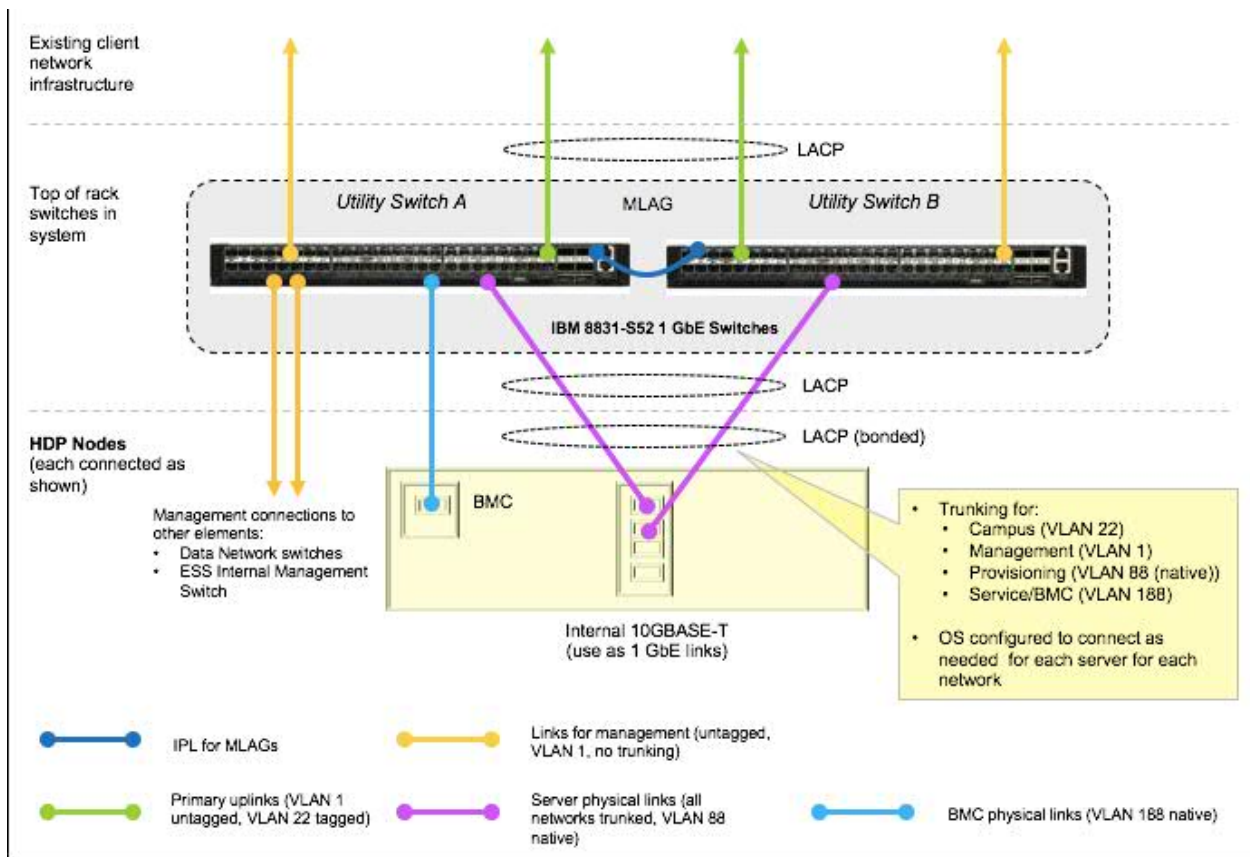 Existing client
network
infrastructure
LACP
Top of rack
switches in
system
Utility Switch A
MLAG
Utility Switch B
IBM 8831-S52 1 GbE Switches
LACP
HDP Nodes
(each connected as
shown)
LACP (bonded)
BMC
Management connections to
other elements:
• Data Network switches
• ESS Internal Management
Switch
• Trunking for:
• Campus (VLAN 22)
• Management (VLAN 1)
• Provisioning (VLAN 88 (native))
• Service/BMC (VLAN 188)
• OS configured to connect as
needed for each server for each
network
Internal 10GBASE-T
(use as 1 GbE links)
IPL for MLAGs
Links for management (untagged,
VLAN 1, no trunking)
Primary uplinks (VLAN 1
untagged, VLAN 22 tagged)
Server physical links (all
networks trunked, VLAN 88
native)
BMC physical links (VLAN 188 native)